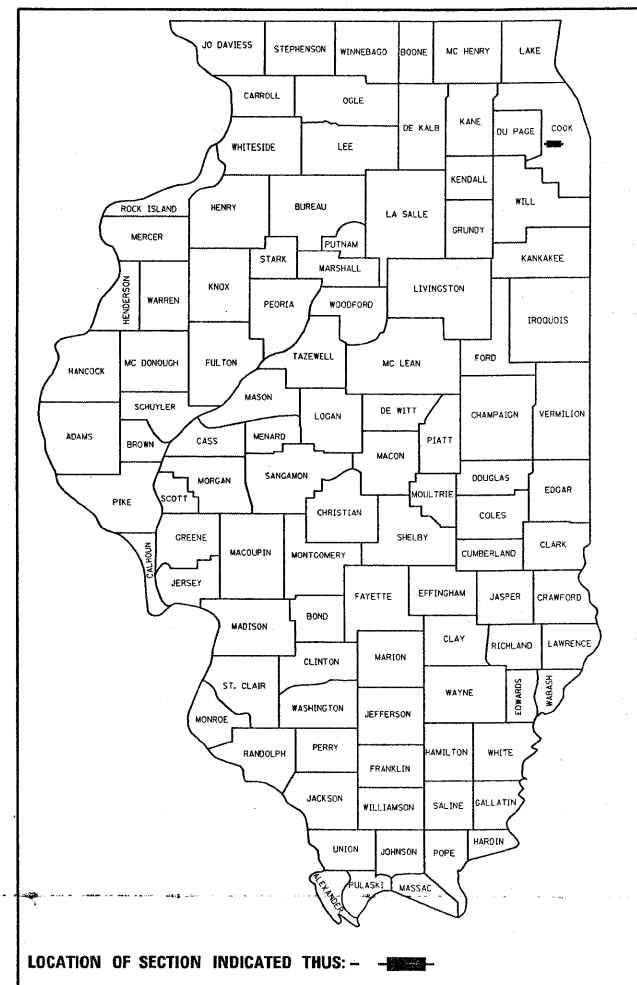 JO DAVIESS STEPHENSON WINNEBAGO BOONE MC HENRY LAKE
CARROLL OGLE DE KALB KANE DU PAGE COOK
WHITESIDE LEE
KENDALL WILL
ROCK ISLAND HENRY BUREAU LA SALLE
MERCER PUTNAM GRUNDY
STARK MARSHALL KANKAKEE
HENDERSON WARREN KNOX PEORIA WOODFORD LIVINGSTON
IROQUOIS
HANCOCK MC DONOUGH FULTON TAZEWELL MC LEAN FORD
MASON
SCHUYLER LOGAN DE WITT CHAMPAIGN VERMILION
ADAMS BROWN CASS MENARD MACON PIATT
PIKE SCOTT MORGAN SANGAMON MOULTRIE DOUGLAS EDGAR
CHRISTIAN COLES
CALHOUN GREENE MACOUPIN MONTGOMERY SHELBY CUMBERLAND CLARK
JERSEY
FAYETTE EFFINGHAM JASPER CRAWFORD
MADISON BOND
CLINTON MARION CLAY RICHLAND LAWRENCE
ST. CLAIR WAYNE EDWARDS WABASH
MONROE WASHINGTON JEFFERSON
RANDOLPH PERRY HAMILTON WHITE
FRANKLIN
JACKSON WILLIAMSON SALINE GALLATIN
UNION JOHNSON POPE HARDIN
ALEXANDER PULASKI MASSAC
LOCATION OF SECTION INDICATED THUS: –